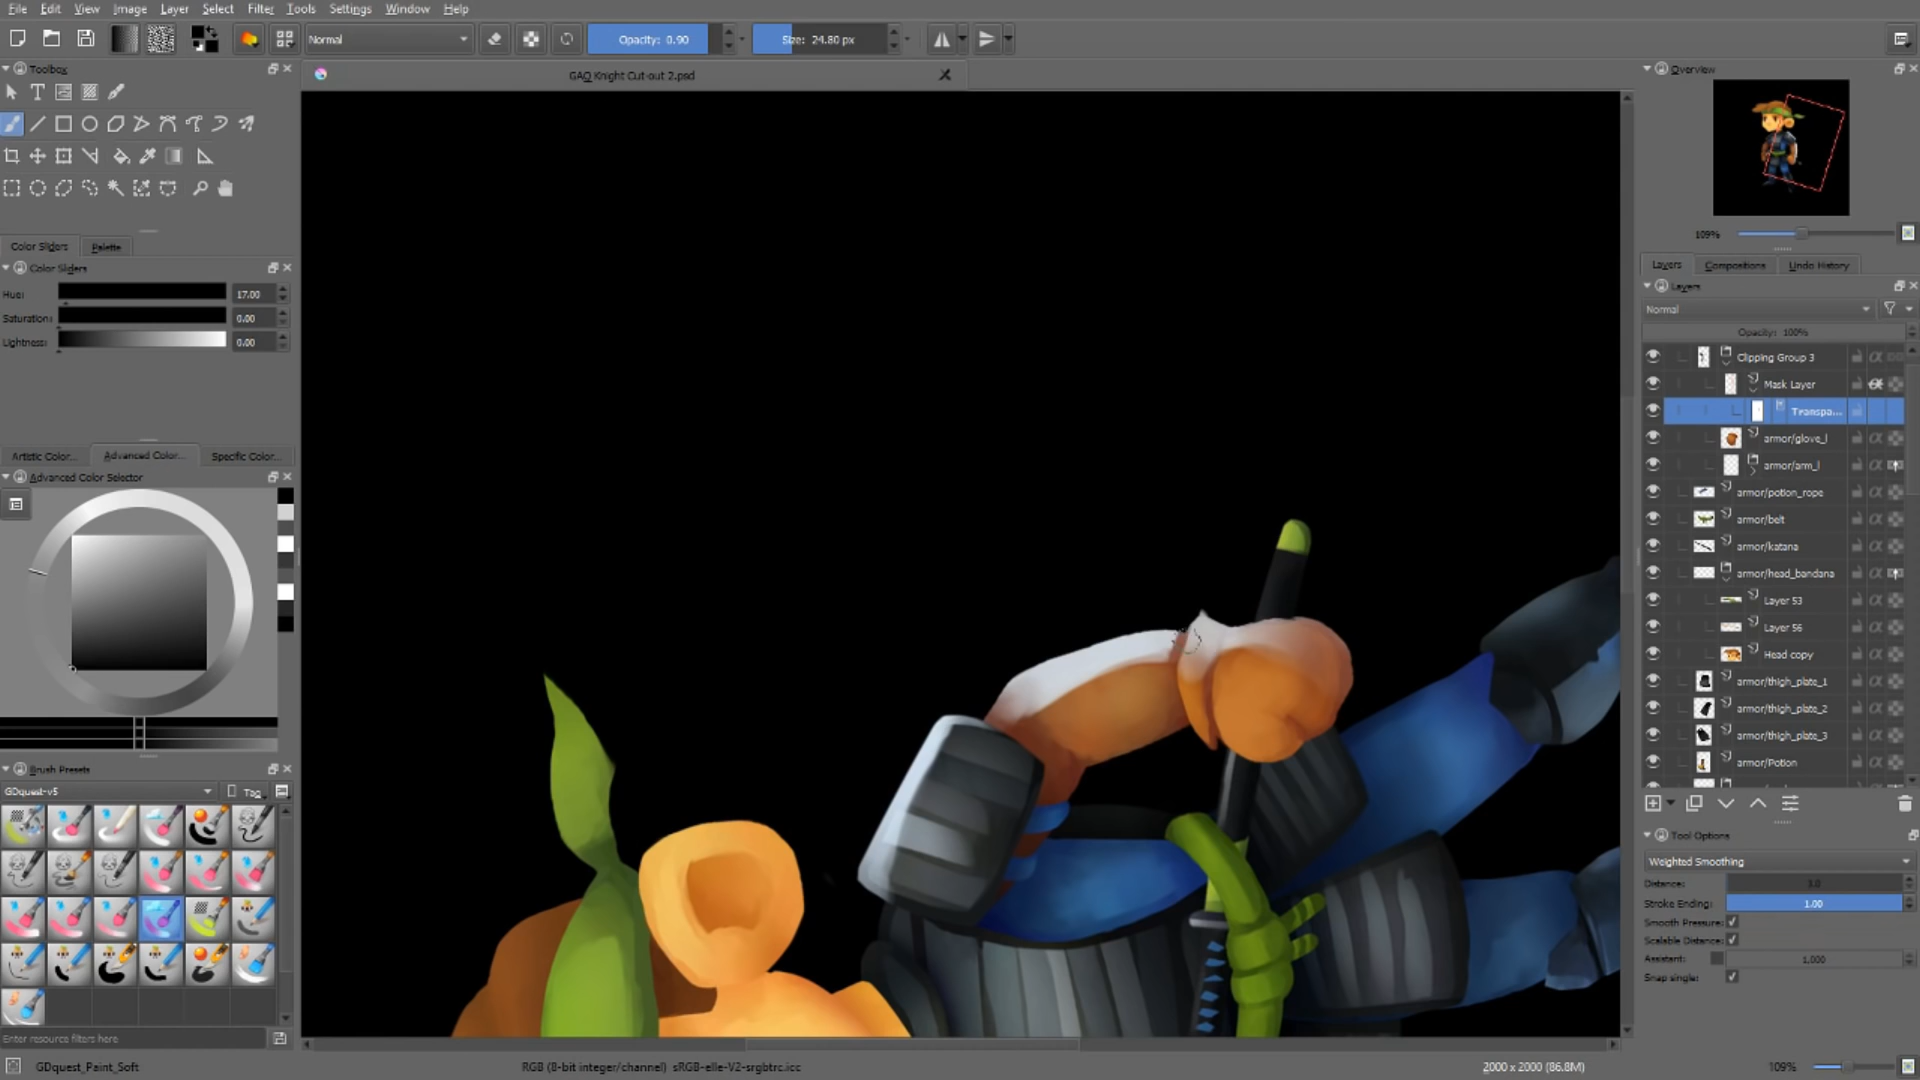 File Edit View Image Layer Select Filter Tools Settings Window Help
Normal Opacity: 0.90 Size: 24.80 px
Toolbox
GAQ Knight Cut-out 2.psd
Overview
109%
Color Sliders Palette
Color Sliders
Hue: 17.00
Saturation: 0.00
Lightness: 0.00
Artistic Color... Advanced Color... Specific Color...
Advanced Color Selector
Brush Presets
GDquest-v5 Tag
Enter resource filters here
GDquest_Paint_Soft
RGB (8-bit integer/channel) sRGB-elle-V2-srgbtrc.icc
2000 x 2000 (86.8M)
109%
Layers Compositions Undo History
Layers
Normal
Opacity: 100%
Clipping Group 3
Mask Layer
Transpa...
armor/glove_l
armor/arm_l
armor/potion_rope
armor/belt
armor/katana
armor/head_bandana
Layer 53
Layer 56
Head copy
armor/thigh_plate_1
armor/thigh_plate_2
armor/thigh_plate_3
armor/Potion
Tool Options
Weighted Smoothing
Distance: 3.0
Stroke Ending: 1.00
Smooth Pressure:
Scalable Distance:
Assistant: 1,000
Snap single: